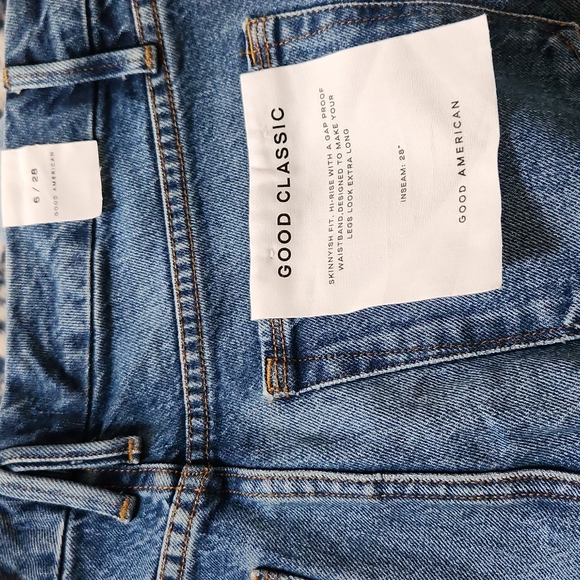 6 / 28
GOOD AMERICAN
GOOD CLASSIC
SKINNYISH FIT, HI-RISE WITH A GAP PROOF
WAISTBAND.DESIGNED TO MAKE YOUR
LEGS LOOK EXTRA LONG
INSEAM: 28"
GOOD AMERICAN